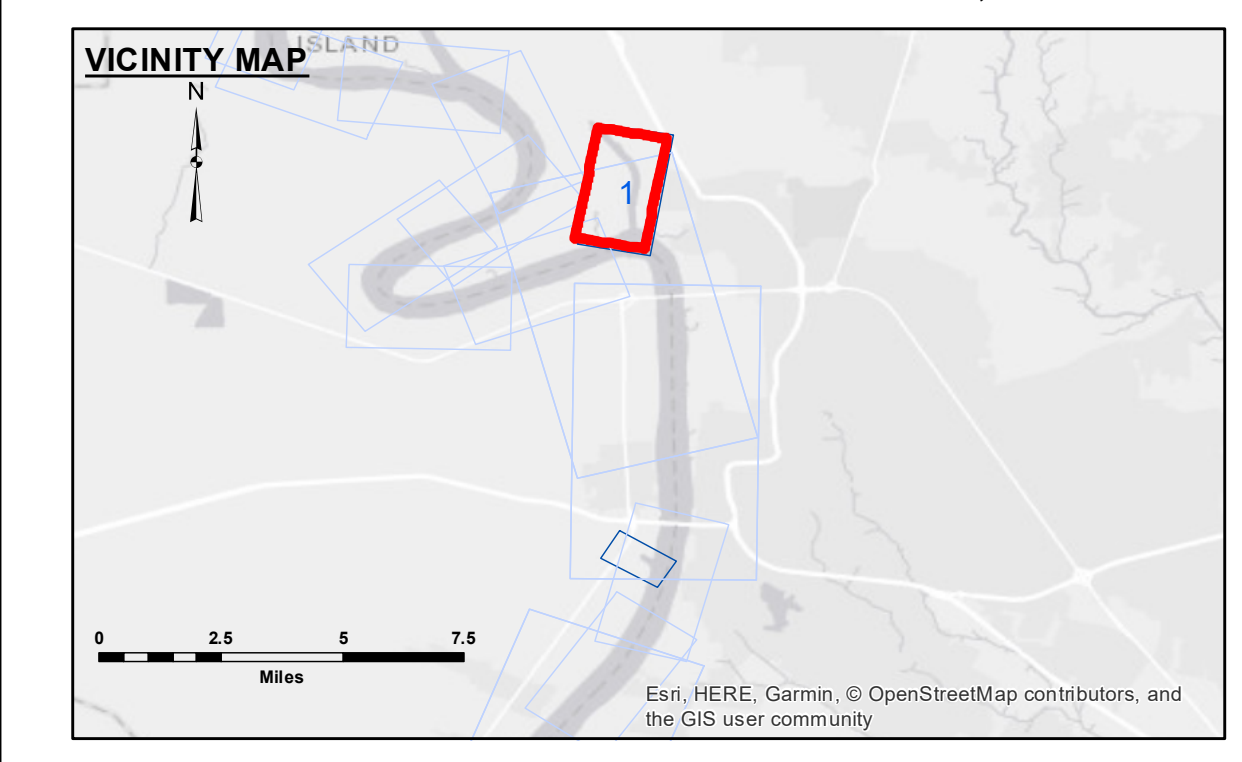 ISLAND
VICINITY MAP
N
1
0 2.5 5 7.5
Miles
Esri, HERE, Garmin, © OpenStreetMap contributors, and
the GIS user community